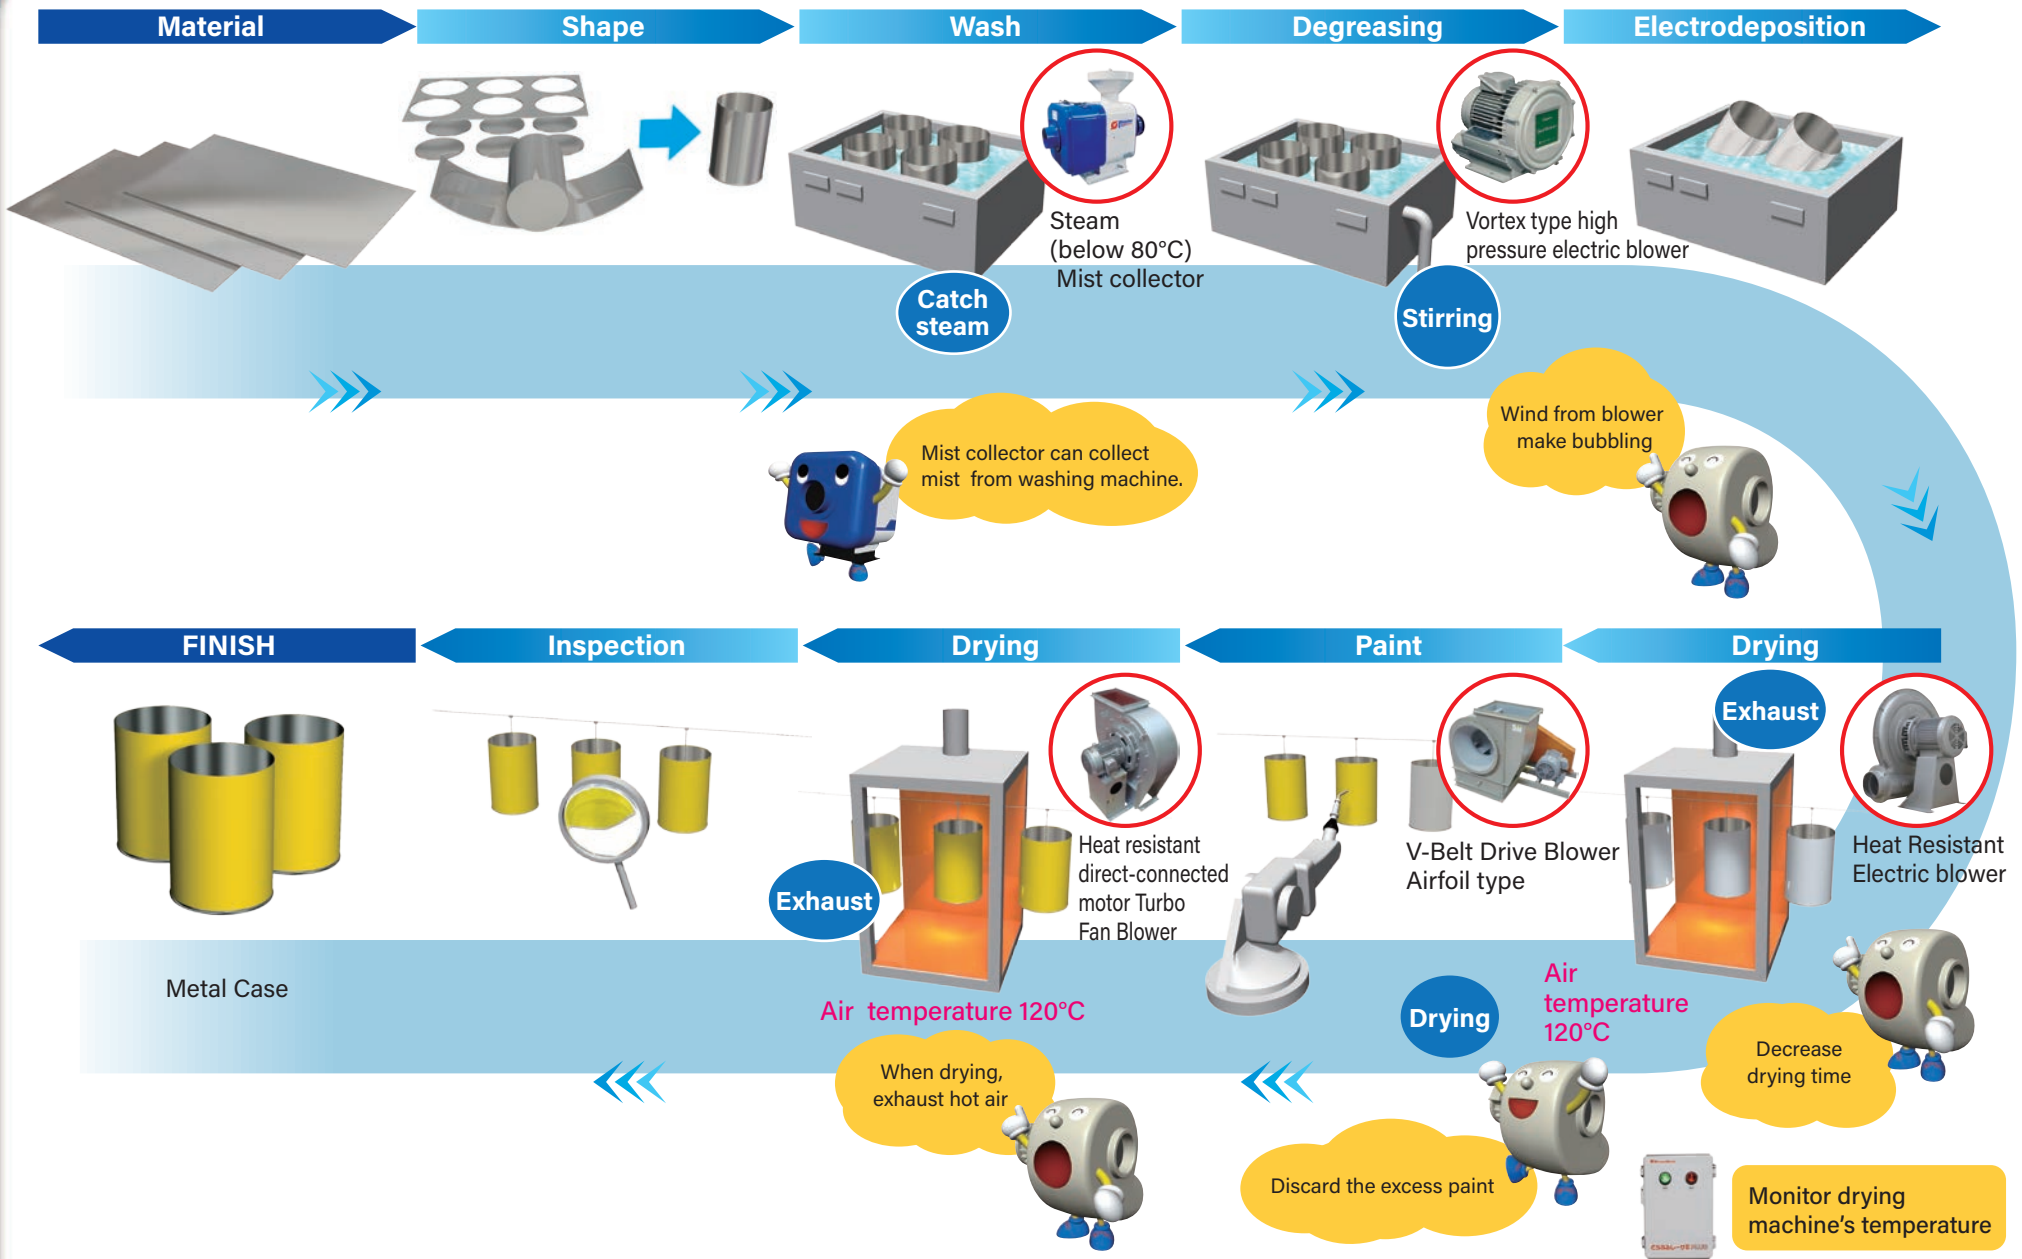 Material
Shape
Wash
Degreasing
Electrodeposition
Steam
(below 80°C)
Mist collector
Vortex type high
pressure electric blower
Catch
steam
Stirring
Mist collector can collect
mist from washing machine.
Wind from blower
make bubbling
FINISH
Inspection
Drying
Paint
Drying
Exhaust
Heat resistant
direct-connected
motor Turbo
Fan Blower
V-Belt Drive Blower
Airfoil type
Heat Resistant
Electric blower
Exhaust
Metal Case
Air temperature 120°C
Drying
Air
temperature
120°C
When drying,
exhaust hot air
Decrease
drying time
Discard the excess paint
Monitor drying
machine's temperature